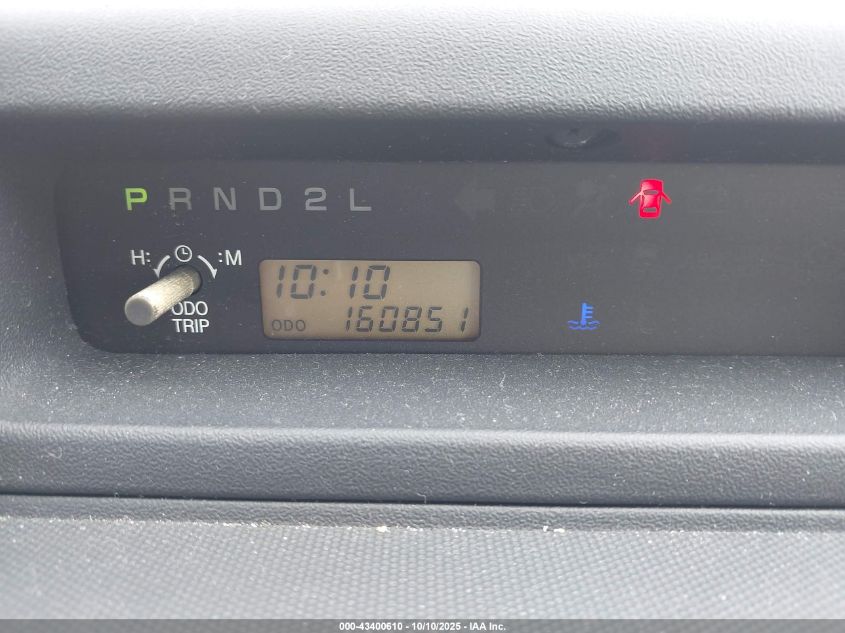 P R N D 2 L
H: :M
10:10
ODO
TRIP
ODO 160851
000-43400610 - 10/10/2025 - IAA Inc.